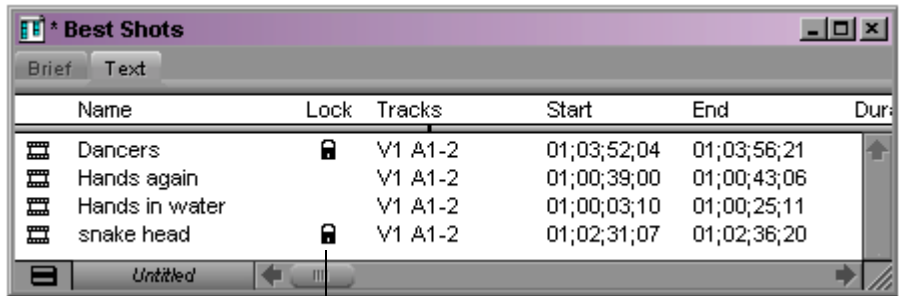 * Best Shots
Brief Text
Name Lock Tracks Start End
Dancers V1 A1-2 01;03;52;04 01;03;56;21
Hands again V1 A1-2 01;00;39;00 01;00;43;06
Hands in water V1 A1-2 01;00;03;10 01;00;25;11
snake head V1 A1-2 01;02;31;07 01;02;36;20
Untitled